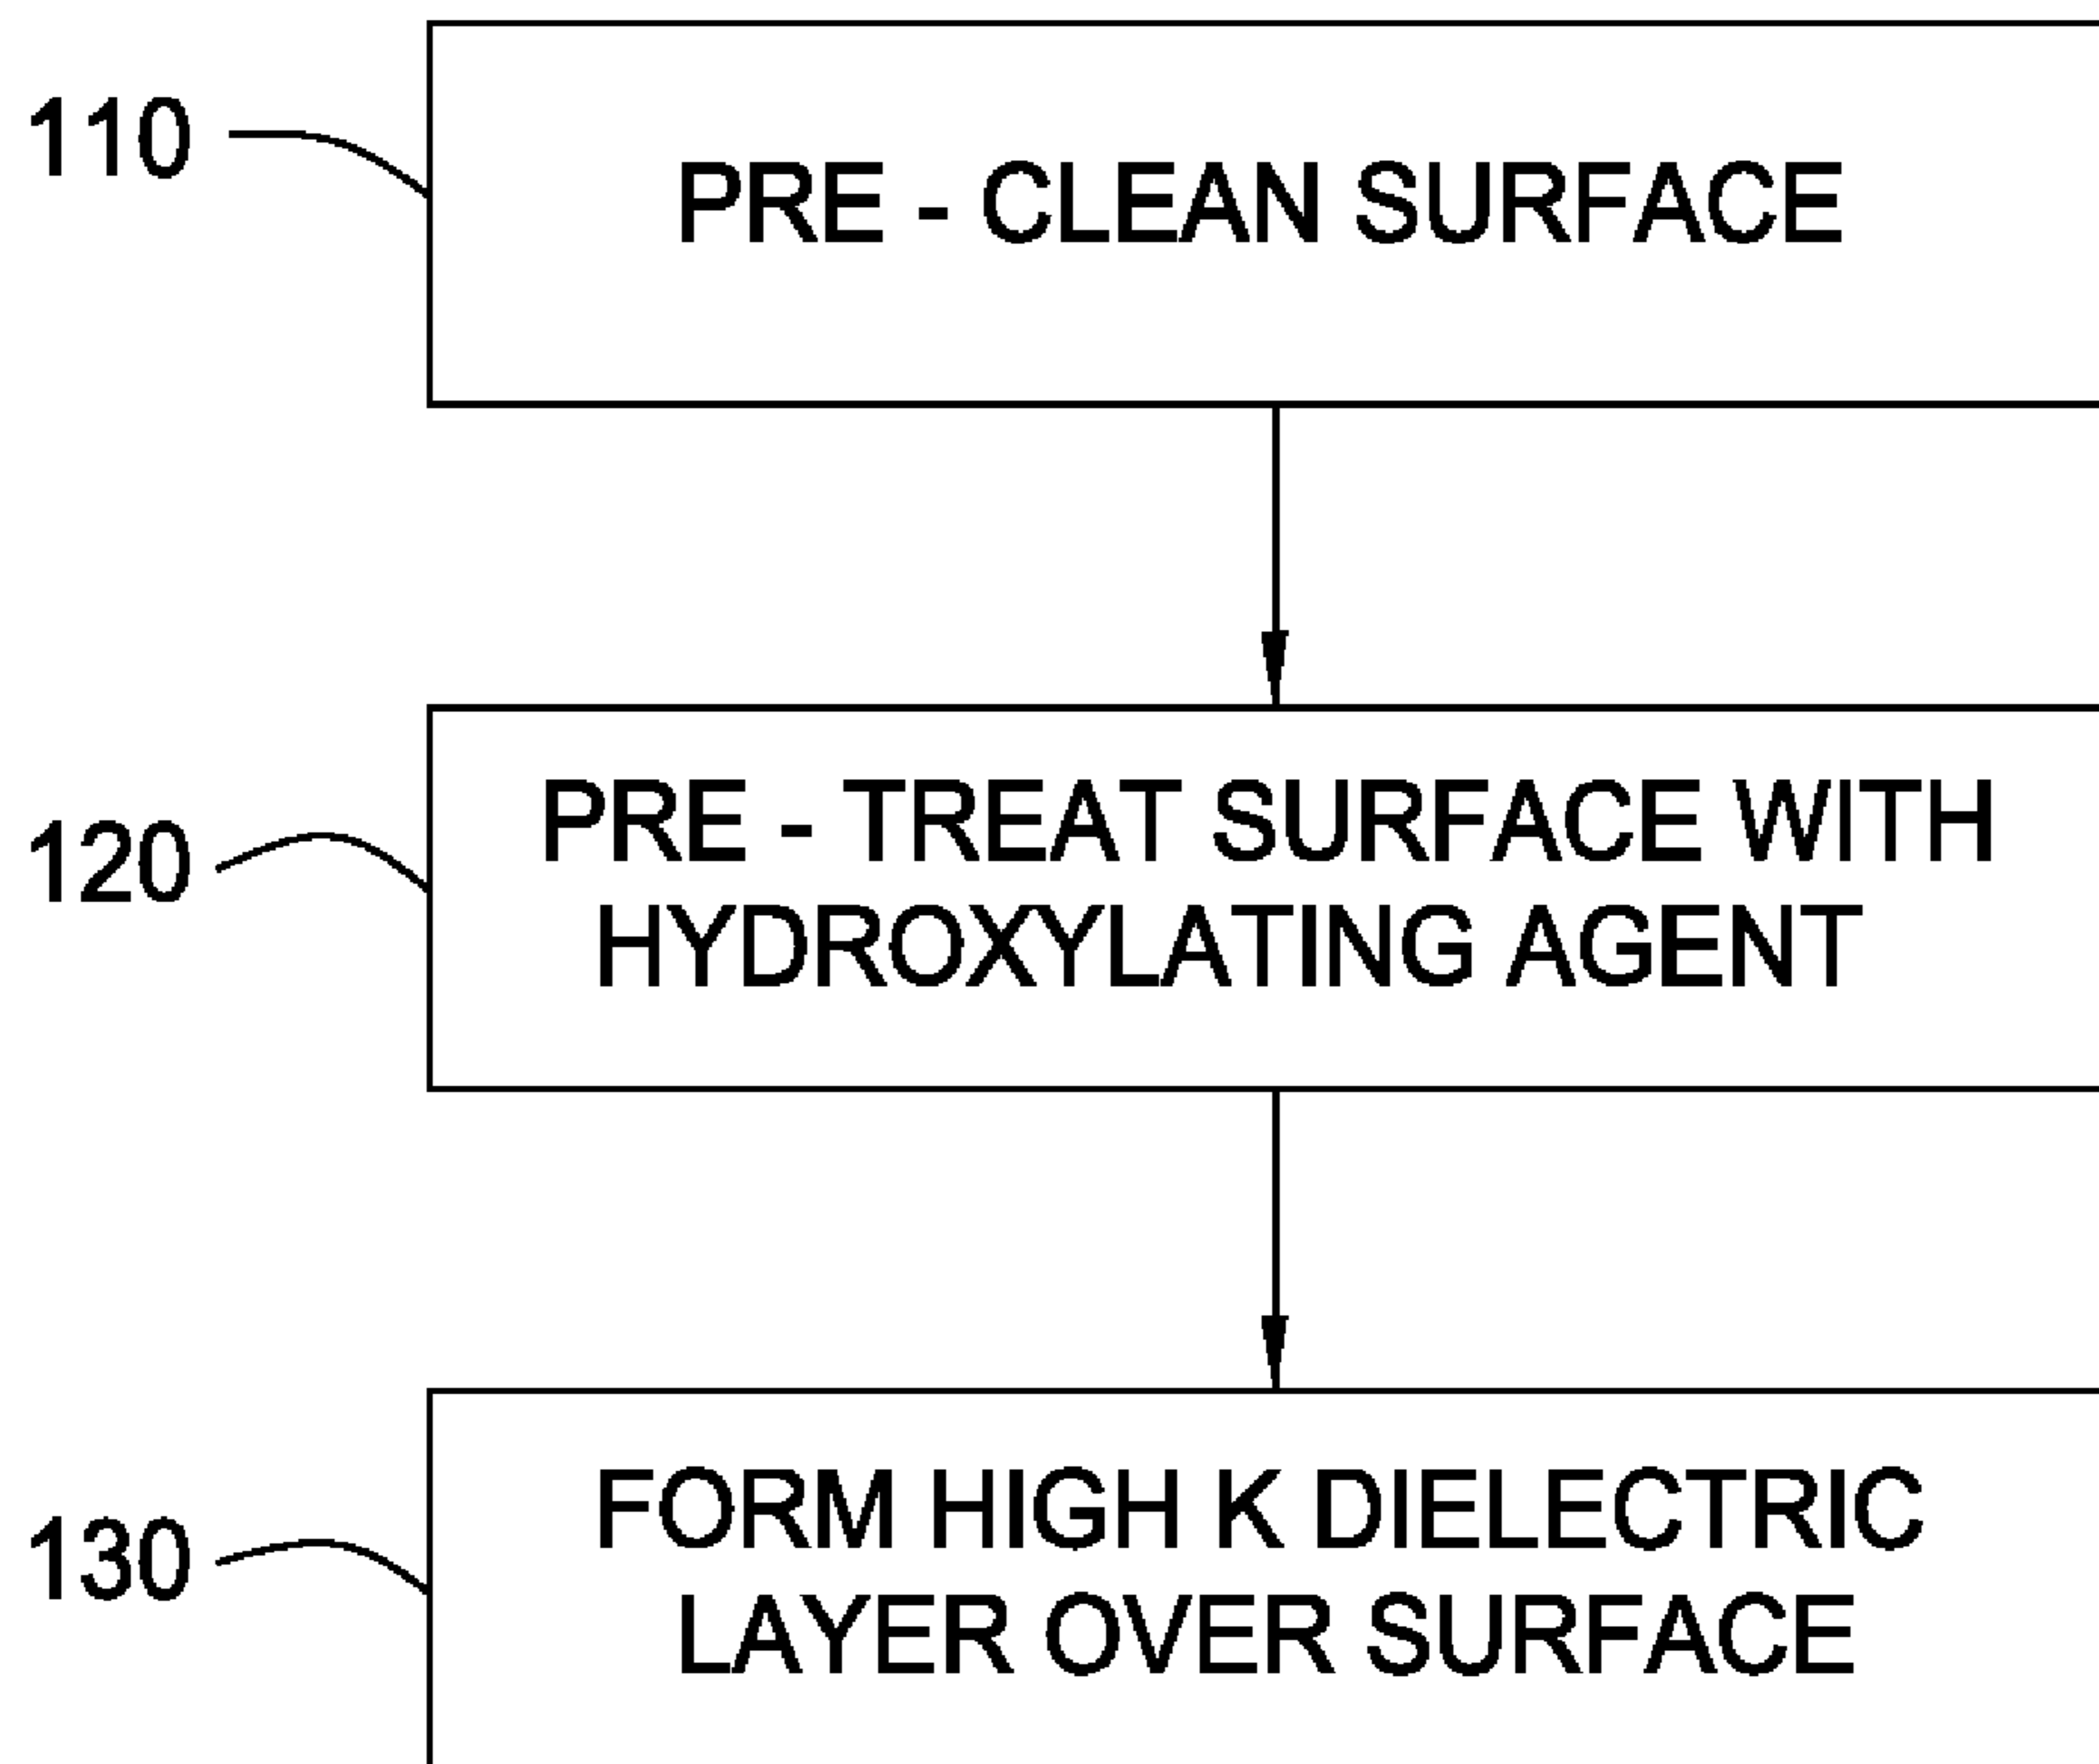 110
PRE - CLEAN SURFACE
120
PRE - TREAT SURFACE WITH
HYDROXYLATING AGENT
130
FORM HIGH K DIELECTRIC
LAYER OVER SURFACE